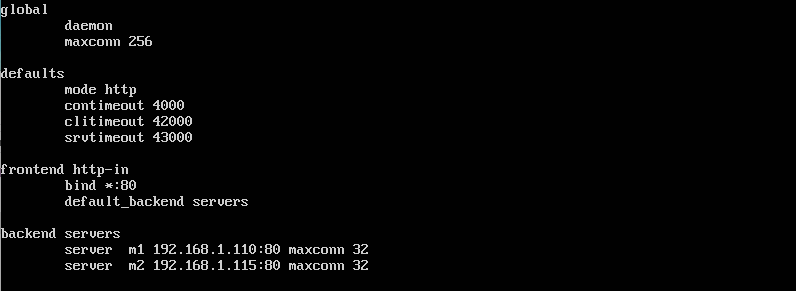 global
        daemon
        maxconn 256

defaults
        mode http
        contimeout 4000
        clitimeout 42000
        srvtimeout 43000

frontend http-in
        bind *:80
        default_backend servers

backend servers
        server  m1 192.168.1.110:80 maxconn 32
        server  m2 192.168.1.115:80 maxconn 32